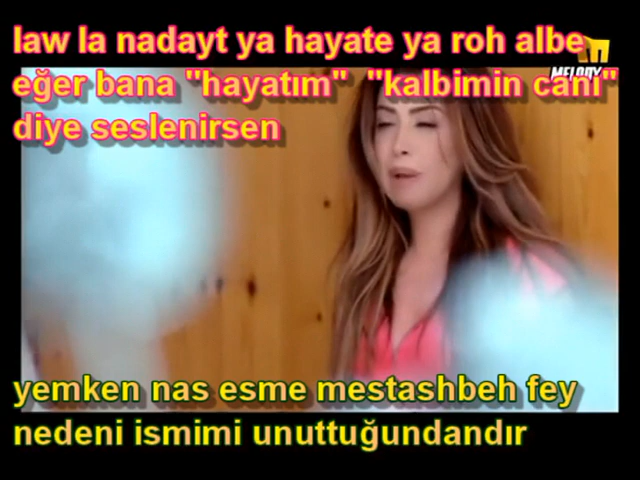 law la nadayt ya hayate ya roh albe
eğer bana "hayatım" "kalbimin canı"
diye seslenirsen
MELODY
yemken nas esme mestashbeh fey
nedeni ismimi unuttuğundandır